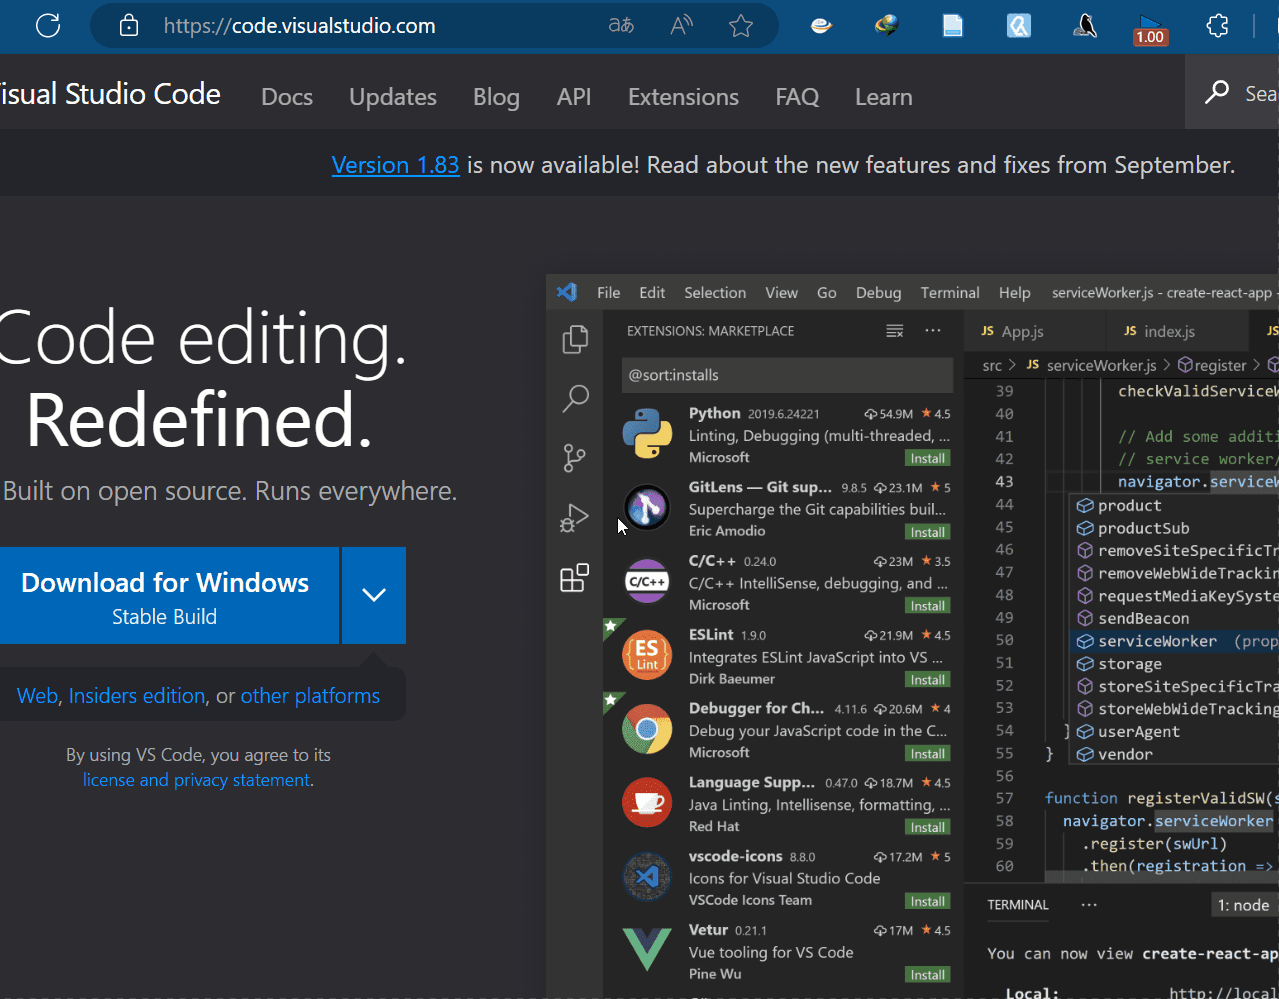 https://code.visualstudio.com
1.00
isual Studio Code
Docs
Updates
Blog
API
Extensions
FAQ
Learn
Version 1.83 is now available! Read about the new features and fixes from September.
Code editing.
Redefined.
Built on open source. Runs everywhere.
Download for Windows
Stable Build
Web, Insiders edition, or other platforms
By using VS Code, you agree to its
license and privacy statement.
File Edit Selection View Go Debug Terminal Help serviceWorker.js - create-react-app -
EXTENSIONS: MARKETPLACE
@sort:installs
Python 2019.6.24221 54.9M ★ 4.5
Linting, Debugging (multi-threaded, ...
Microsoft Install
GitLens — Git sup... 9.8.5 23.1M ★ 5
Supercharge the Git capabilities buil...
Eric Amodio Install
C/C++ 0.24.0 23M ★ 3.5
C/C++
C/C++ IntelliSense, debugging, and ...
Microsoft Install
ESLint 1.9.0 21.9M ★ 4.5
ES
Lint
Integrates ESLint JavaScript into VS ...
Dirk Baeumer Install
Debugger for Ch... 4.11.6 20.6M ★ 4
Debug your JavaScript code in the C...
Microsoft Install
Language Supp... 0.47.0 18.7M ★ 4.5
Java Linting, Intellisense, formatting, ...
Red Hat Install
vscode-icons 8.8.0 17.2M ★ 5
Icons for Visual Studio Code
VSCode Icons Team Install
Vetur 0.21.1 17M ★ 4.5
Vue tooling for VS Code
Pine Wu Install
JS App.js JS index.js JS
src > JS serviceWorker.js > register >
39 checkValidServiceW
40
41 // Add some additi
42 // service worker/
43 navigator.serviceW
44 product
45 productSub
46 removeSiteSpecificTr
47 removeWebWideTracking
48 requestMediaKeySyste
49 sendBeacon
50 serviceWorker (prop
51 storage
52 storeSiteSpecificTra
53 storeWebWideTracking
54 } userAgent
55 } vendor
56
57 function registerValidSW(s
58 navigator.serviceWorker
59 .register(swUrl)
60 .then(registration =>
TERMINAL ... 1: node
You can now view create-react-ap
Local: http://local